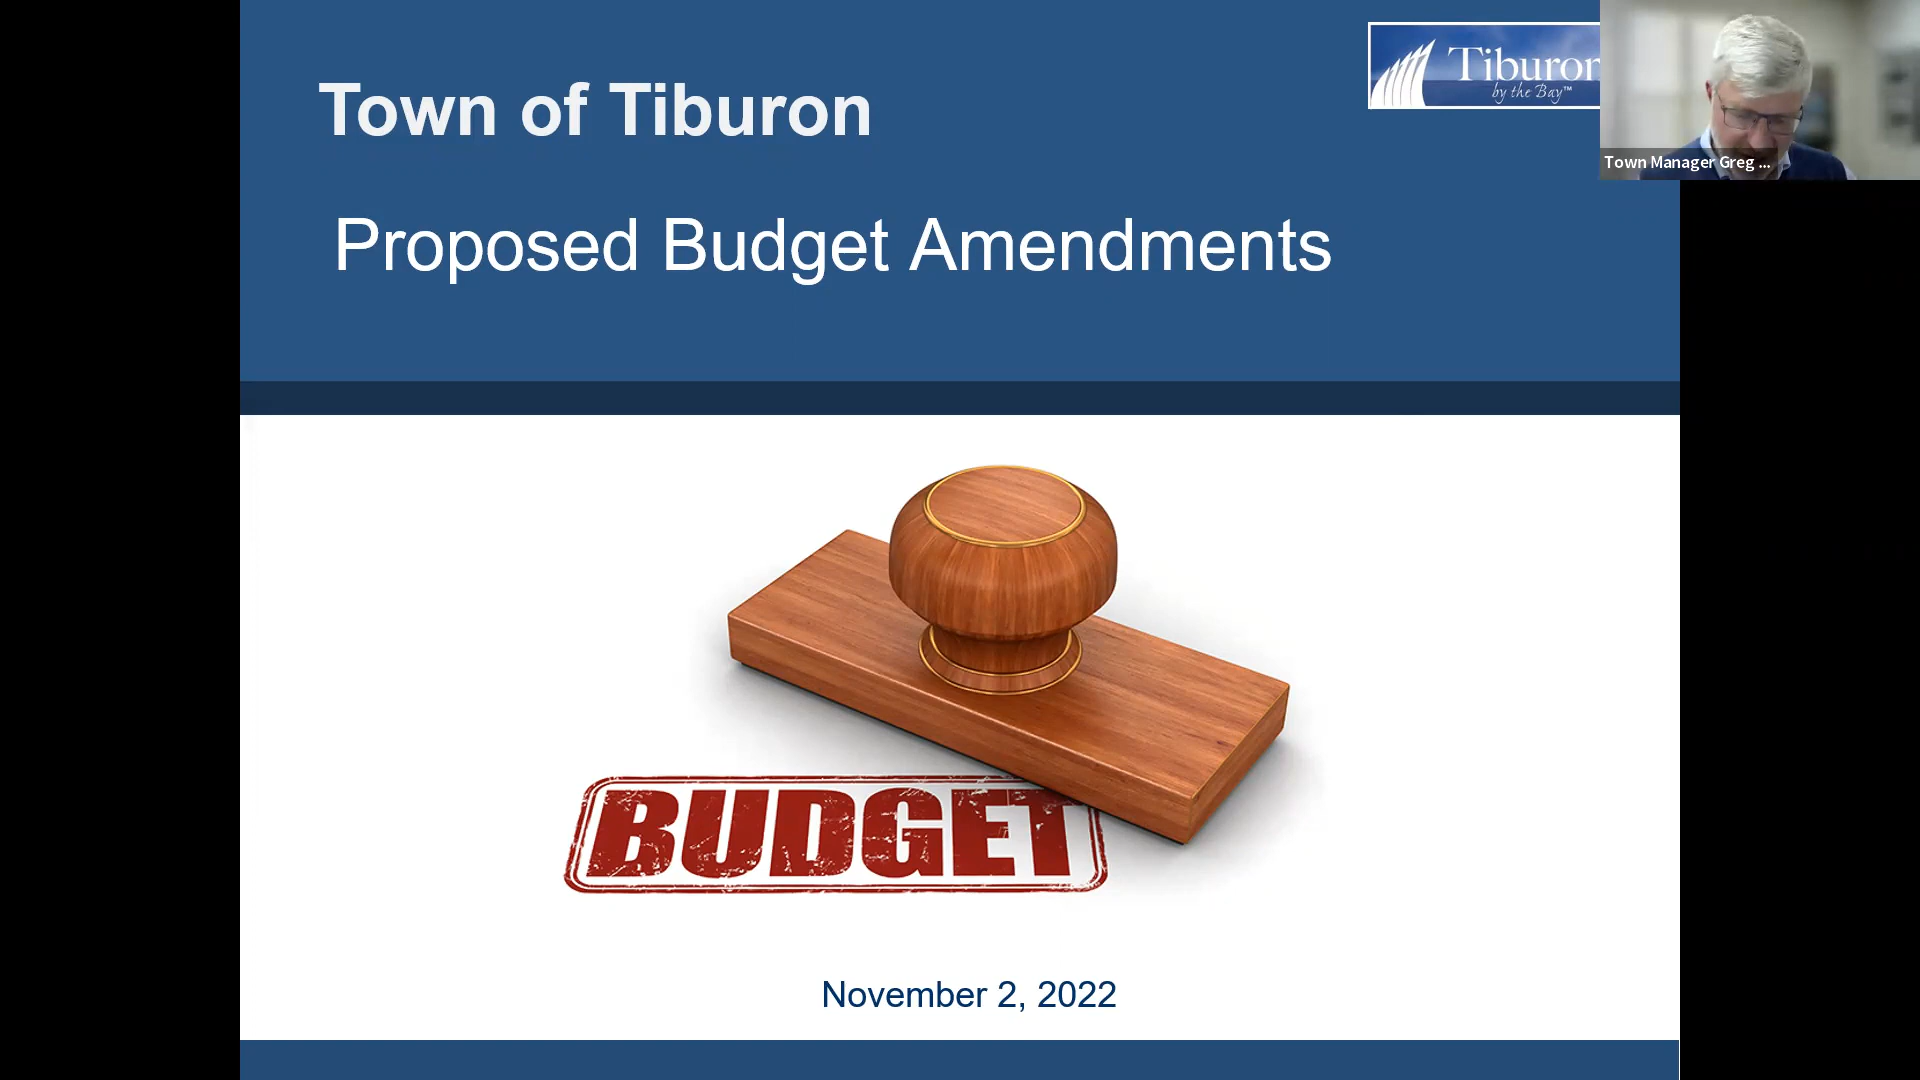 Town of Tiburon
Tiburon
by the Bay™
Town Manager Greg ...
Proposed Budget Amendments
BUDGET
November 2, 2022